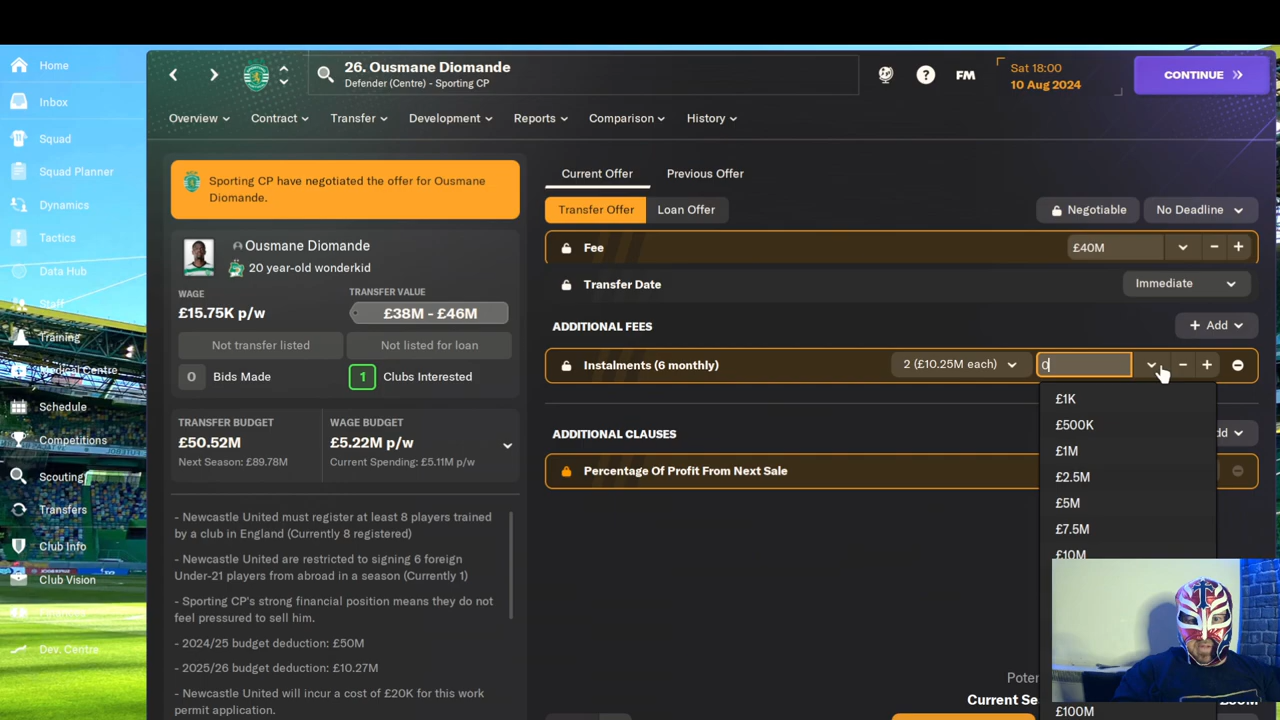 Home
Inbox
Squad
Squad Planner
Dynamics
Tactics
Data Hub
Staff
Training
Medical Centre
Schedule
Competitions
Scouting
Transfers
Club Info
Club Vision
Dev. Centre
26. Ousmane Diomande
Defender (Centre) - Sporting CP
? FM
Sat 18:00
10 Aug 2024
CONTINUE
Overview Contract Transfer Development Reports Comparison History
Sporting CP have negotiated the offer for Ousmane
Diomande.
Ousmane Diomande
20 year-old wonderkid
WAGE
£15.75K p/w
TRANSFER VALUE
£38M - £46M
Not transfer listed
Not listed for loan
0 Bids Made
1 Clubs Interested
TRANSFER BUDGET
£50.52M
Next Season: £89.78M
WAGE BUDGET
£5.22M p/w
Current Spending: £5.11M p/w
- Newcastle United must register at least 8 players trained
by a club in England (Currently 8 registered)
- Newcastle United are restricted to signing 6 foreign
Under-21 players from abroad in a season (Currently 1)
- Sporting CP's strong financial position means they do not
feel pressured to sell him.
- 2024/25 budget deduction: £50M
- 2025/26 budget deduction: £10.27M
- Newcastle United will incur a cost of £20K for this work
permit application.
Current Offer Previous Offer
Transfer Offer Loan Offer
Negotiable No Deadline
Fee £40M - +
Transfer Date Immediate
ADDITIONAL FEES + Add
Instalments (6 monthly) 2 (£10.25M each) 0 - +
£1K
£500K
£1M
£2.5M
£5M
£7.5M
£10M
£100M
ADDITIONAL CLAUSES dd
Percentage Of Profit From Next Sale
Poten
Current Se